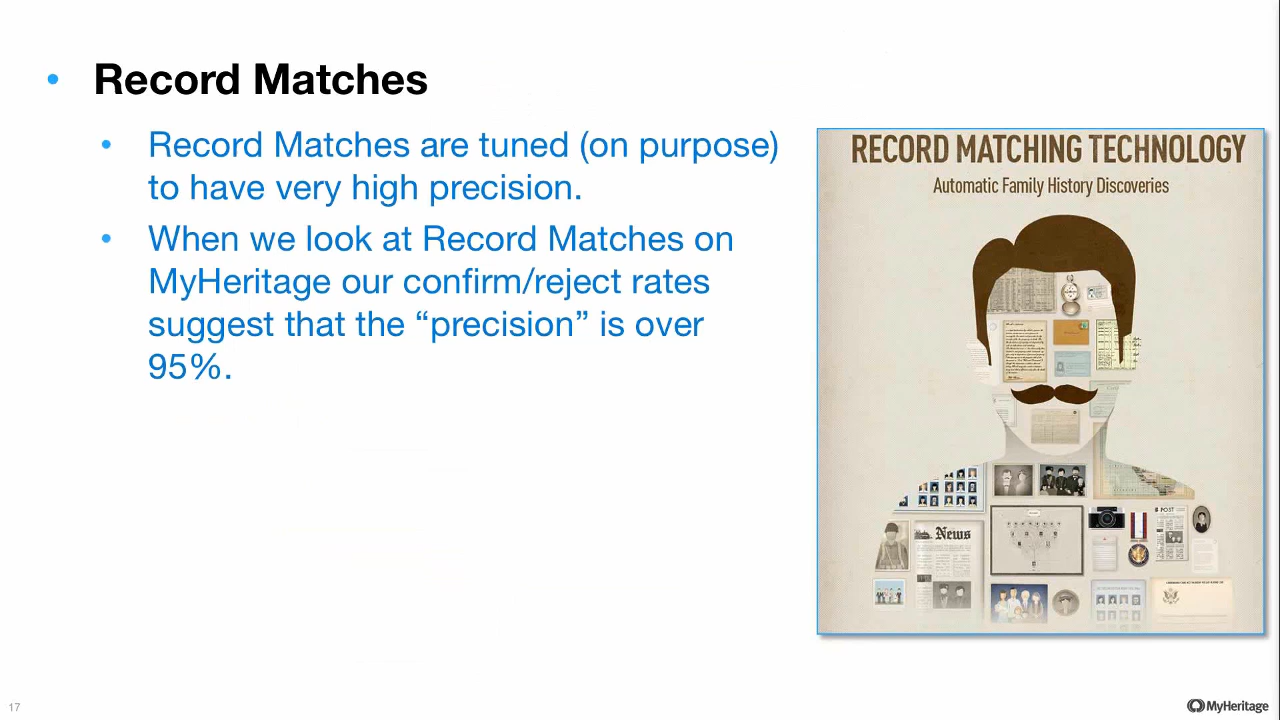 • Record Matches
• Record Matches are tuned (on purpose)
to have very high precision.
• When we look at Record Matches on
MyHeritage our confirm/reject rates
suggest that the “precision” is over
95%.
RECORD MATCHING TECHNOLOGY
Automatic Family History Discoveries
News
POST
17
MyHeritage